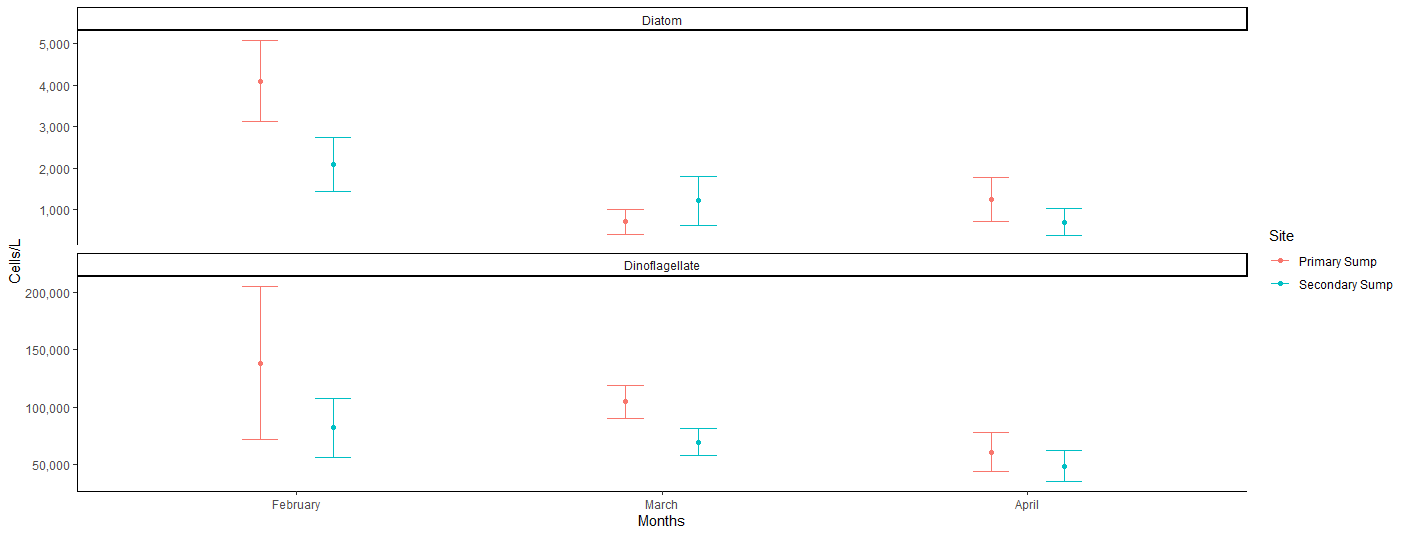 Diatom
5,000
4,000
3,000
2,000
1,000
Cells/L
Dinoflagellate
200,000
150,000
100,000
50,000
February
March
April
Months
Site
Primary Sump
Secondary Sump